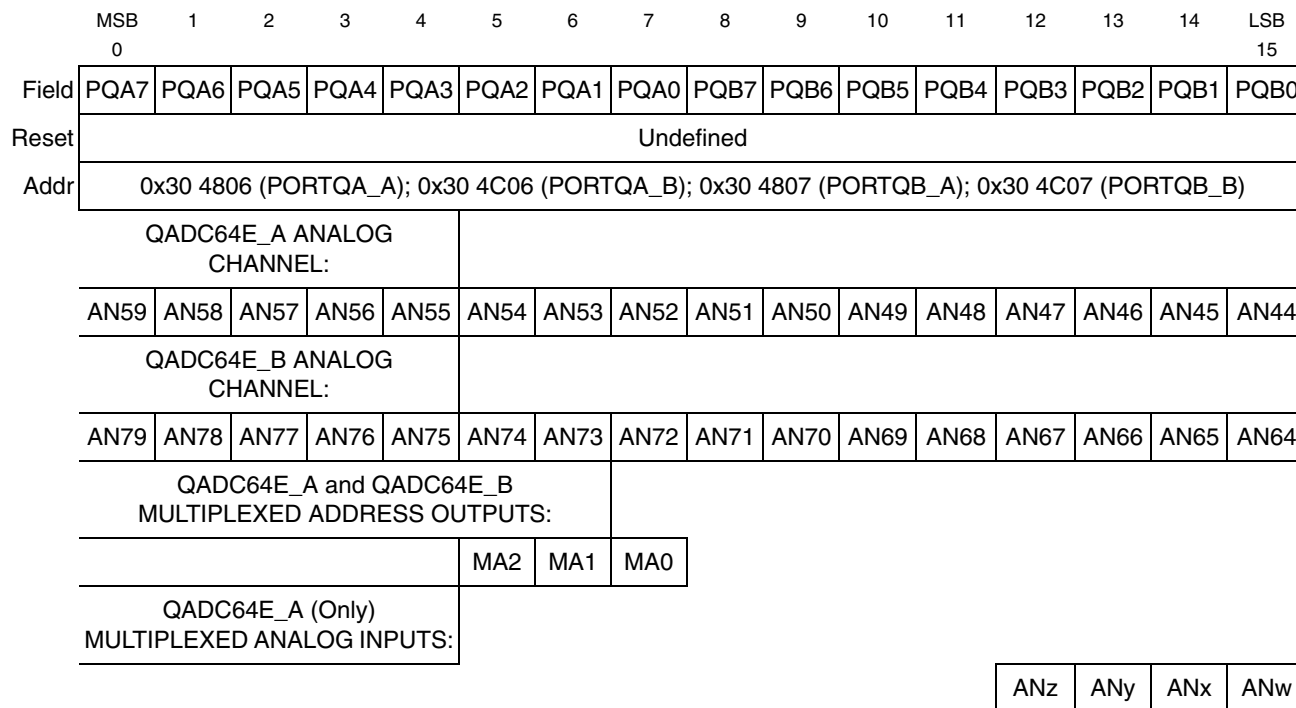 MSB 1 2 3 4 5 6 7 8 9 10 11 12 13 14 LSB
0 15
Field PQA7 PQA6 PQA5 PQA4 PQA3 PQA2 PQA1 PQA0 PQB7 PQB6 PQB5 PQB4 PQB3 PQB2 PQB1 PQB0
Reset Undefined
Addr 0x30 4806 (PORTQA_A); 0x30 4C06 (PORTQA_B); 0x30 4807 (PORTQB_A); 0x30 4C07 (PORTQB_B)
QADC64E_A ANALOG
CHANNEL:
AN59 AN58 AN57 AN56 AN55 AN54 AN53 AN52 AN51 AN50 AN49 AN48 AN47 AN46 AN45 AN44
QADC64E_B ANALOG
CHANNEL:
AN79 AN78 AN77 AN76 AN75 AN74 AN73 AN72 AN71 AN70 AN69 AN68 AN67 AN66 AN65 AN64
QADC64E_A and QADC64E_B
MULTIPLEXED ADDRESS OUTPUTS:
MA2 MA1 MA0
QADC64E_A (Only)
MULTIPLEXED ANALOG INPUTS:
ANz ANy ANx ANw